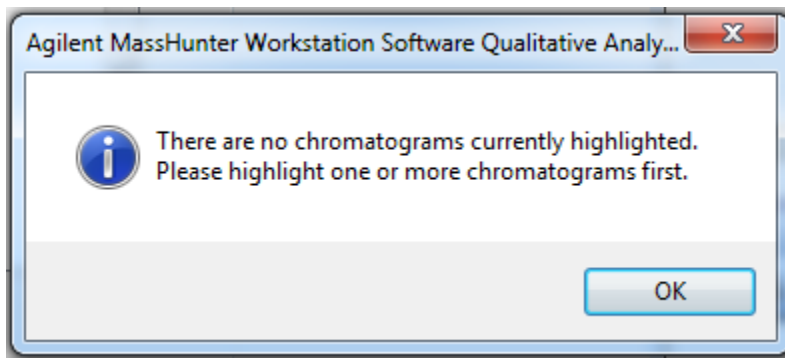 Agilent MassHunter Workstation Software Qualitative Analy...
There are no chromatograms currently highlighted.
Please highlight one or more chromatograms first.
OK